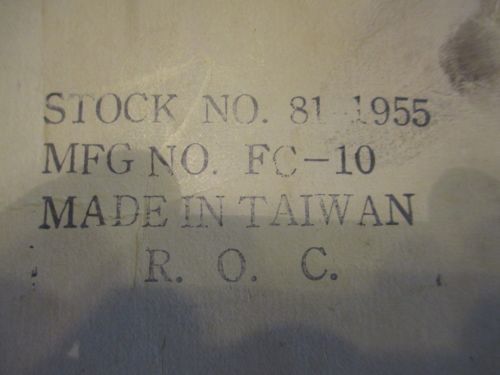 STOCK NO. 81-1955
MFG NO. FC-10
MADE IN TAIWAN
R. O. C.